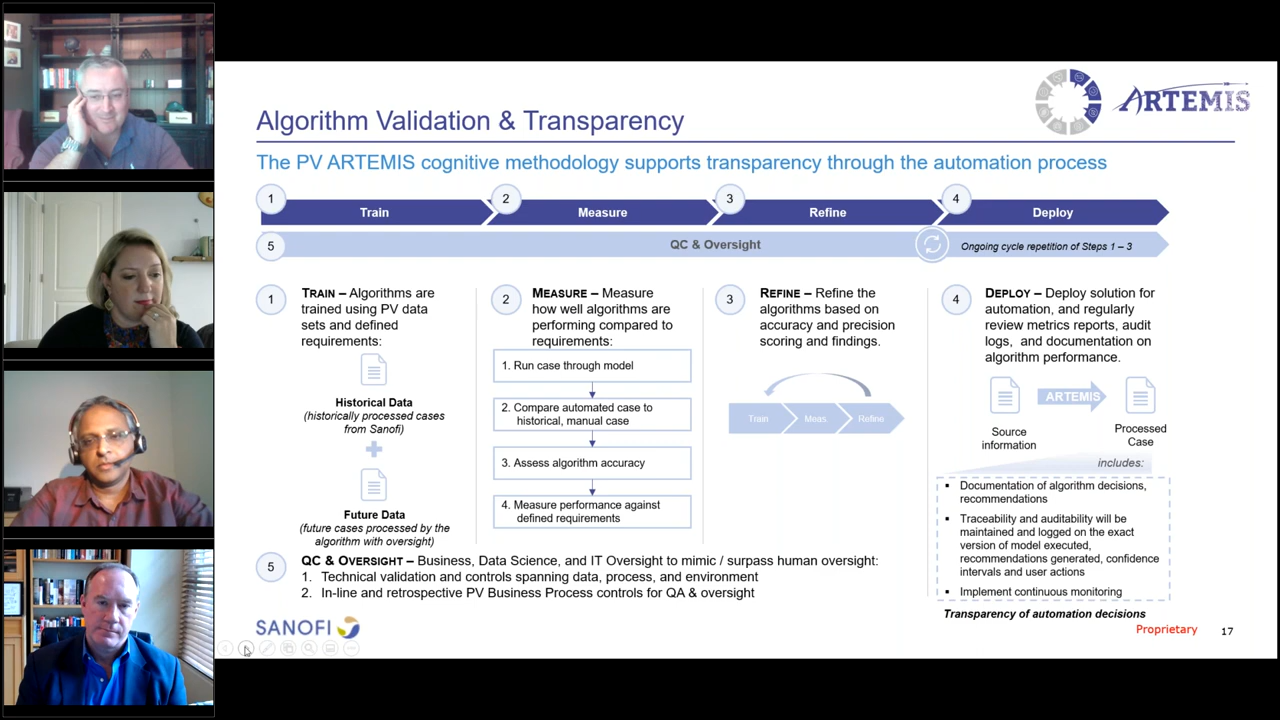 ARTEMIS
Algorithm Validation & Transparency
The PV ARTEMIS cognitive methodology supports transparency through the automation process
1
Train
2
Measure
3
Refine
4
Deploy
5
QC & Oversight
Ongoing cycle repetition of Steps 1 – 3
1
TRAIN – Algorithms are
trained using PV data
sets and defined
requirements:
Historical Data
(historically processed cases
from Sanofi)
Future Data
(future cases processed by the
algorithm with oversight)
2
MEASURE – Measure
how well algorithms are
performing compared to
requirements:
1. Run case through model
2. Compare automated case to
historical, manual case
3. Assess algorithm accuracy
4. Measure performance against
defined requirements
3
REFINE – Refine the
algorithms based on
accuracy and precision
scoring and findings.
Train
Meas.
Refine
4
DEPLOY – Deploy solution for
automation, and regularly
review metrics reports, audit
logs, and documentation on
algorithm performance.
ARTEMIS
Source
information
Processed
Case
includes:
▪ Documentation of algorithm decisions,
recommendations
▪ Traceability and auditability will be
maintained and logged on the exact
version of model executed,
recommendations generated, confidence
intervals and user actions
▪ Implement continuous monitoring
Transparency of automation decisions
5
QC & OVERSIGHT – Business, Data Science, and IT Oversight to mimic / surpass human oversight:
1. Technical validation and controls spanning data, process, and environment
2. In-line and retrospective PV Business Process controls for QA & oversight
SANOFI
Proprietary
17